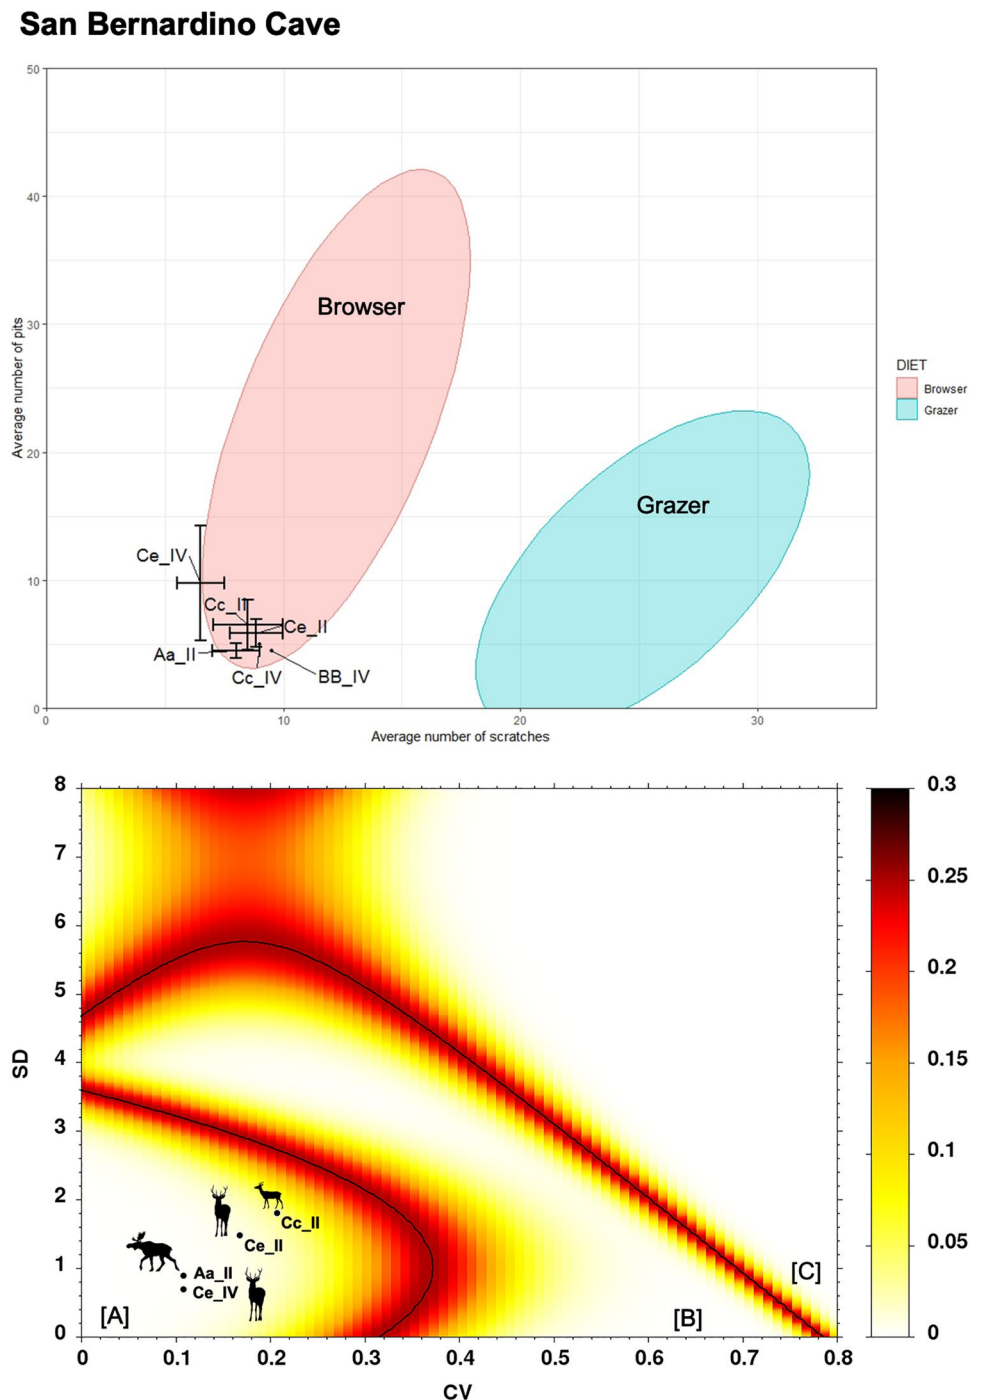 San Bernardino Cave
50
40
30
20
10
0
Average number of pits
Browser
Grazer
Ce_IV
Cc_II
Ce_II
Aa_II
Cc_IV
BB_IV
0 10 20 30
Average number of scratches
DIET
Browser
Grazer
8
7
6
5
4
3
2
1
0
SD
Cc_II
Ce_II
Aa_II
Ce_IV
[A]
[B]
[C]
0 0.1 0.2 0.3 0.4 0.5 0.6 0.7 0.8
CV
0.3
0.25
0.2
0.15
0.1
0.05
0